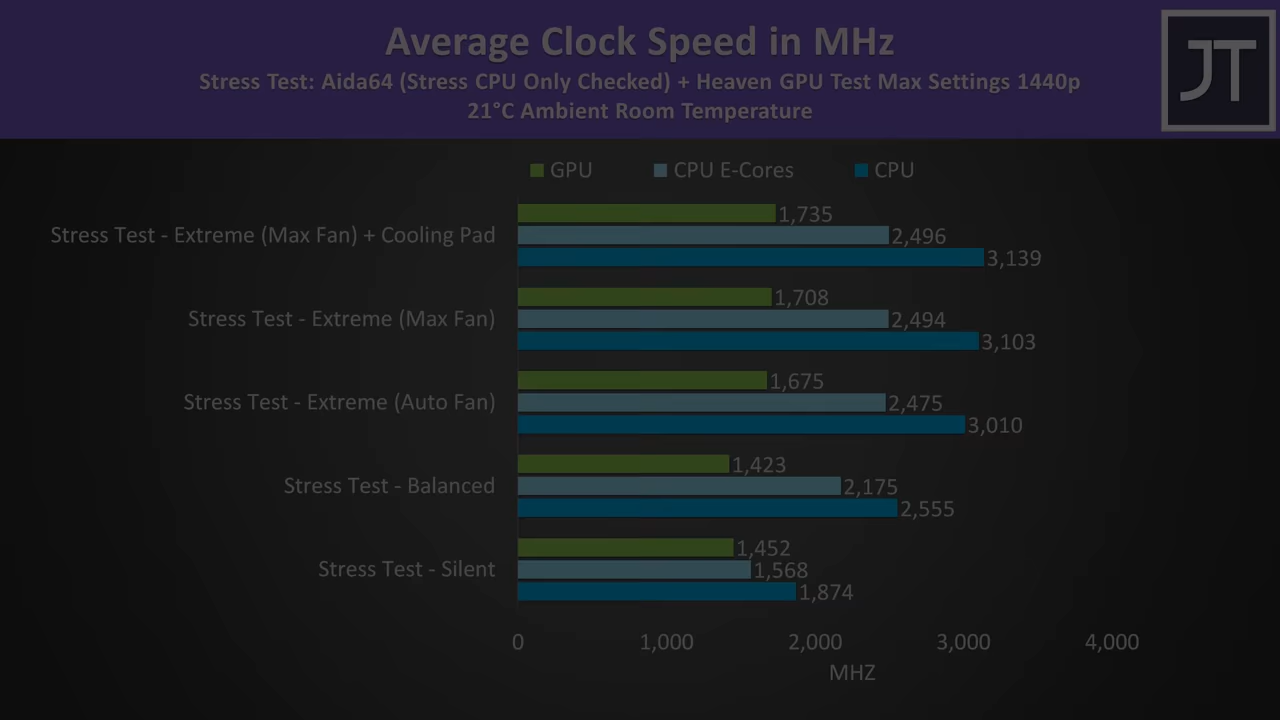 Average Clock Speed in MHz
JT
Stress Test: Aida64 (Stress CPU Only Checked) + Heaven GPU Test Max Settings 1440p
21°C Ambient Room Temperature
GPU CPU E-Cores CPU
Stress Test - Extreme (Max Fan) + Cooling Pad
1,735
2,496
3,139
Stress Test - Extreme (Max Fan)
1,708
2,494
3,103
Stress Test - Extreme (Auto Fan)
1,675
2,475
3,010
Stress Test - Balanced
1,423
2,175
2,555
Stress Test - Silent
1,452
1,568
1,874
0 1,000 2,000 3,000 4,000
MHZ